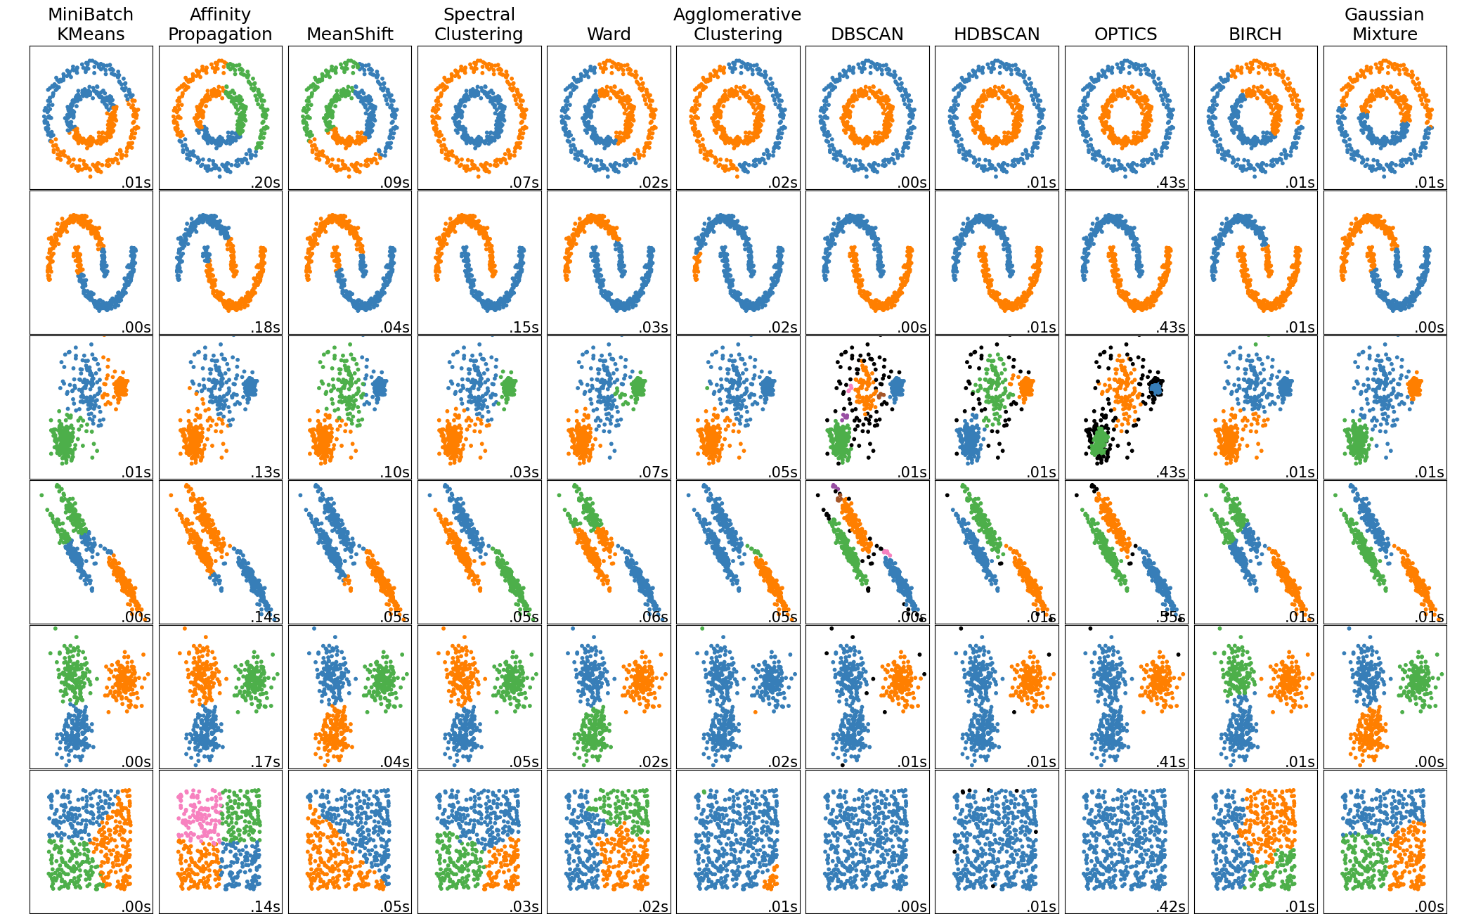 MiniBatch
KMeans
Affinity
Propagation
MeanShift
Spectral
Clustering
Ward
Agglomerative
Clustering
DBSCAN
HDBSCAN
OPTICS
BIRCH
Gaussian
Mixture
.01s .20s .09s .07s .02s .02s .00s .01s .43s .01s .01s
.00s .18s .04s .15s .03s .02s .00s .01s .43s .01s .00s
.01s .13s .10s .03s .07s .05s .01s .01s .43s .01s .01s
.00s .14s .05s .05s .06s .05s .00s .01s .55s .01s .01s
.00s .17s .04s .05s .02s .02s .01s .01s .41s .01s .00s
.00s .14s .05s .03s .02s .01s .00s .01s .42s .01s .00s